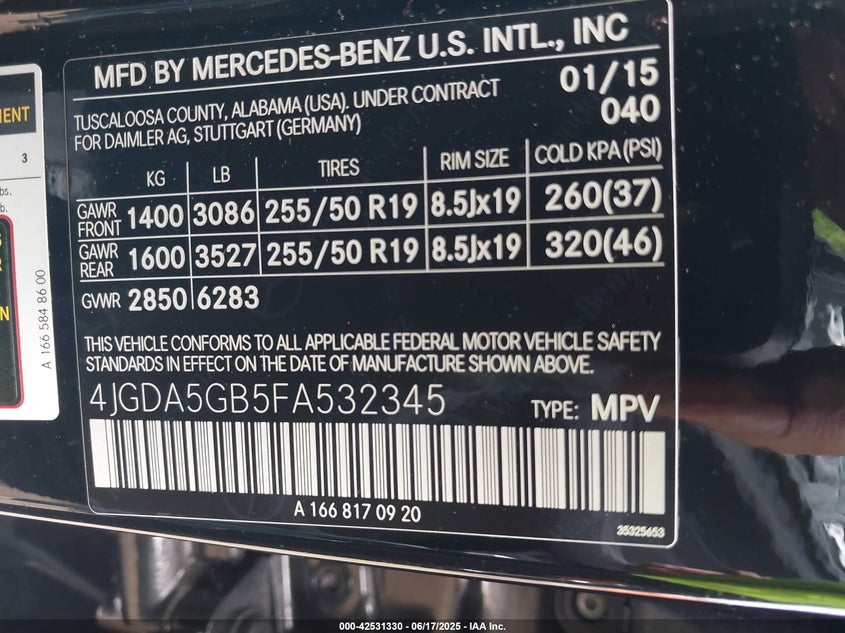 MFD BY MERCEDES-BENZ U.S. INTL., INC
TUSCALOOSA COUNTY, ALABAMA (USA). UNDER CONTRACT
FOR DAIMLER AG, STUTTGART (GERMANY)
01/15
040
KG LB TIRES RIM SIZE COLD KPA (PSI)
GAWR FRONT 1400 3086 255/50 R19 8.5Jx19 260(37)
GAWR REAR 1600 3527 255/50 R19 8.5Jx19 320(46)
GVWR 2850 6283
THIS VEHICLE CONFORMS TO ALL APPLICABLE FEDERAL MOTOR VEHICLE SAFETY
STANDARDS IN EFFECT ON THE DATE OF MANUFACTURE SHOWN ABOVE.
4JGDA5GB5FA532345 TYPE: MPV
A 166 817 09 20
35325653
3
A 166 584 86 00
000-42531330 - 06/17/2025 - IAA Inc.